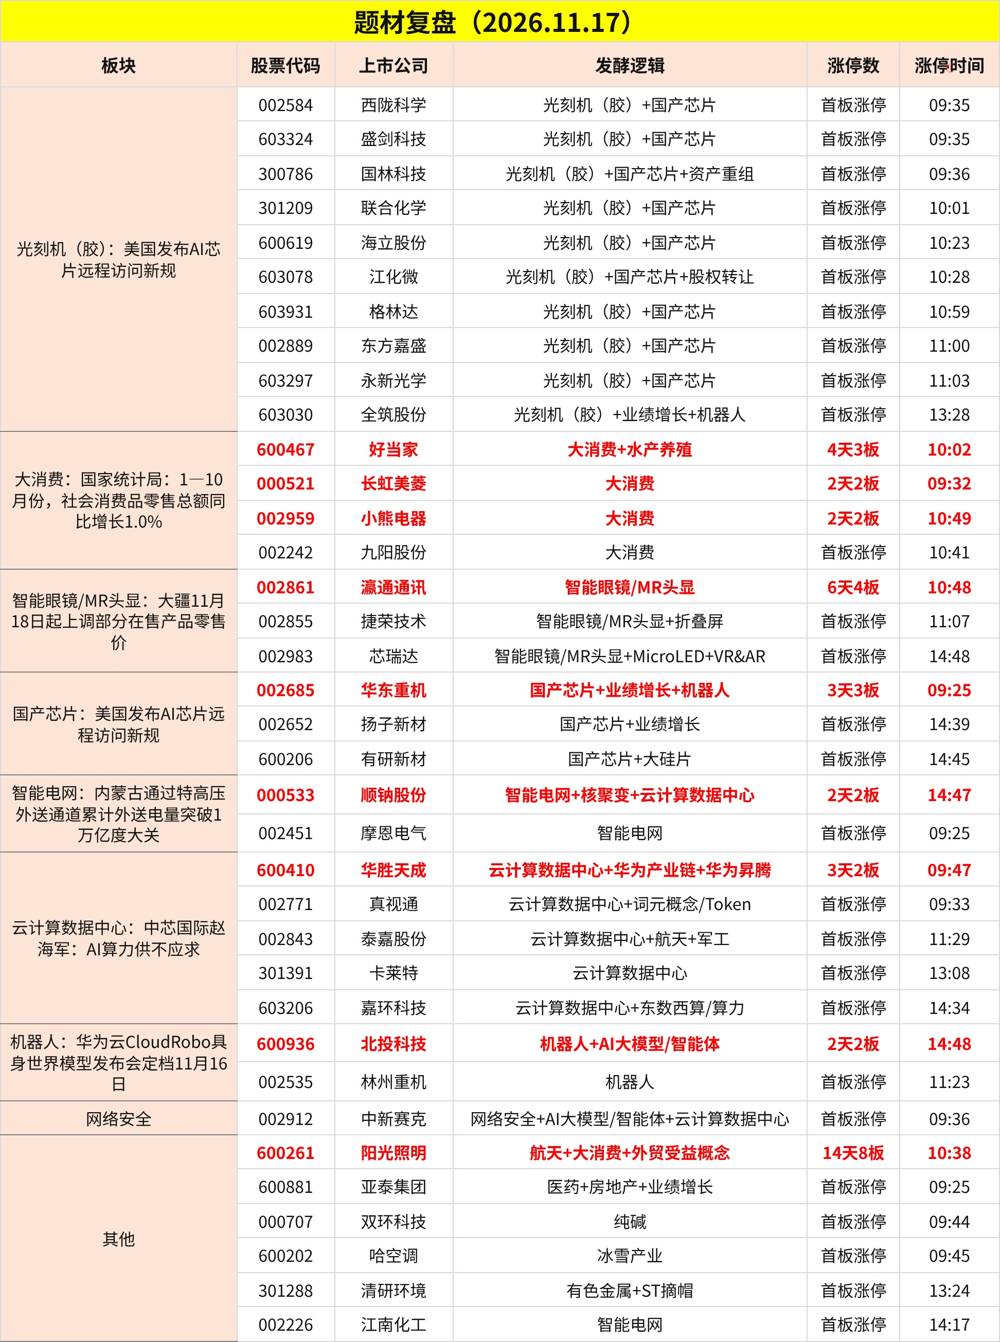 题材复盘（2026.11.17）
板块 股票代码 上市公司 发酵逻辑 涨停数 涨停时间
光刻机（胶）：美国发布AI芯
片远程访问新规
002584 西陇科学 光刻机（胶）+国产芯片 首板涨停 09:35
603324 盛剑科技 光刻机（胶）+国产芯片 首板涨停 09:35
300786 国林科技 光刻机（胶）+国产芯片+资产重组 首板涨停 09:36
301209 联合化学 光刻机（胶）+国产芯片 首板涨停 10:01
600619 海立股份 光刻机（胶）+国产芯片 首板涨停 10:23
603078 江化微 光刻机（胶）+国产芯片+股权转让 首板涨停 10:28
603931 格林达 光刻机（胶）+国产芯片 首板涨停 10:59
002889 东方嘉盛 光刻机（胶）+国产芯片 首板涨停 11:00
603297 永新光学 光刻机（胶）+国产芯片 首板涨停 11:03
603030 全筑股份 光刻机（胶）+业绩增长+机器人 首板涨停 13:28
大消费：国家统计局：1—10
月份，社会消费品零售总额同
比增长1.0%
600467 好当家 大消费+水产养殖 4天3板 10:02
000521 长虹美菱 大消费 2天2板 09:32
002959 小熊电器 大消费 2天2板 10:49
002242 九阳股份 大消费 首板涨停 10:41
智能眼镜/MR头显：大疆11月
18日起上调部分在售产品零售
价
002861 瀛通通讯 智能眼镜/MR头显 6天4板 10:48
002855 捷荣技术 智能眼镜/MR头显+折叠屏 首板涨停 11:07
002983 芯瑞达 智能眼镜/MR头显+MicroLED+VR&AR 首板涨停 14:48
国产芯片：美国发布AI芯片远
程访问新规
002685 华东重机 国产芯片+业绩增长+机器人 3天3板 09:25
002652 扬子新材 国产芯片+业绩增长 首板涨停 14:39
600206 有研新材 国产芯片+大硅片 首板涨停 14:45
智能电网：内蒙古通过特高压
外送通道累计外送电量突破1
万亿度大关
000533 顺钠股份 智能电网+核聚变+云计算数据中心 2天2板 14:47
002451 摩恩电气 智能电网 首板涨停 09:25
云计算数据中心：中芯国际赵
海军：AI算力供不应求
600410 华胜天成 云计算数据中心+华为产业链+华为昇腾 3天2板 09:47
002771 真视通 云计算数据中心+词元概念/Token 首板涨停 09:33
002843 泰嘉股份 云计算数据中心+航天+军工 首板涨停 11:29
301391 卡莱特 云计算数据中心 首板涨停 13:08
603206 嘉环科技 云计算数据中心+东数西算/算力 首板涨停 14:34
机器人：华为云CloudRobo具
身世界模型发布会定档11月16
日
600936 北投科技 机器人+AI大模型/智能体 2天2板 14:48
002535 林州重机 机器人 首板涨停 11:23
网络安全 002912 中新赛克 网络安全+AI大模型/智能体+云计算数据中心 首板涨停 09:36
其他
600261 阳光照明 航天+大消费+外贸受益概念 14天8板 10:38
600881 亚泰集团 医药+房地产+业绩增长 首板涨停 09:25
000707 双环科技 纯碱 首板涨停 09:44
600202 哈空调 冰雪产业 首板涨停 09:45
301288 清研环境 有色金属+ST摘帽 首板涨停 13:24
002226 江南化工 智能电网 首板涨停 14:17